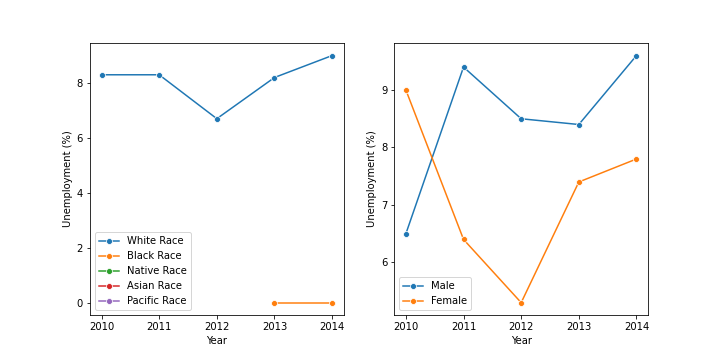 8
6
4
2
0
Unemployment (%)
White Race
Black Race
Native Race
Asian Race
Pacific Race
2010 2011 2012 2013 2014
Year
9
8
7
6
Unemployment (%)
Male
Female
2010 2011 2012 2013 2014
Year